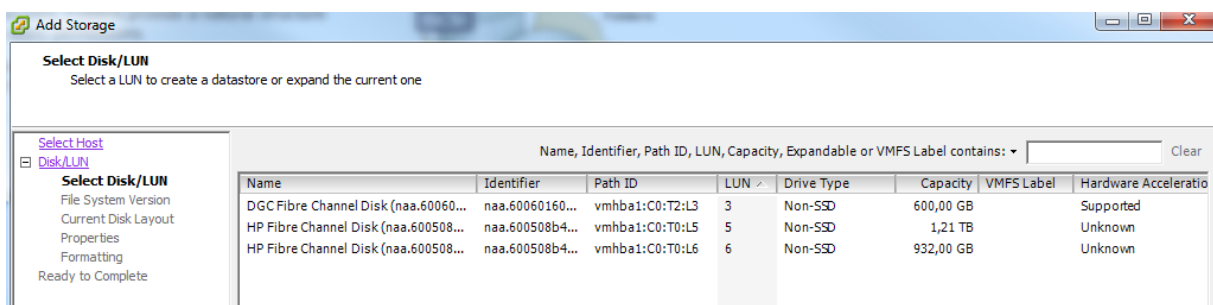 Add Storage
Select Disk/LUN
Select a LUN to create a datastore or expand the current one
Select Host
Disk/LUN
Select Disk/LUN
File System Version
Current Disk Layout
Properties
Formatting
Ready to Complete
Name, Identifier, Path ID, LUN, Capacity, Expandable or VMFS Label contains: Clear
Name Identifier Path ID LUN Drive Type Capacity VMFS Label Hardware Acceleratio
DGC Fibre Channel Disk (naa.60060... naa.60060160... vmhba1:C0:T2:L3 3 Non-SSD 600,00 GB Supported
HP Fibre Channel Disk (naa.600508... naa.600508b4... vmhba1:C0:T0:L5 5 Non-SSD 1,21 TB Unknown
HP Fibre Channel Disk (naa.600508... naa.600508b4... vmhba1:C0:T0:L6 6 Non-SSD 932,00 GB Unknown